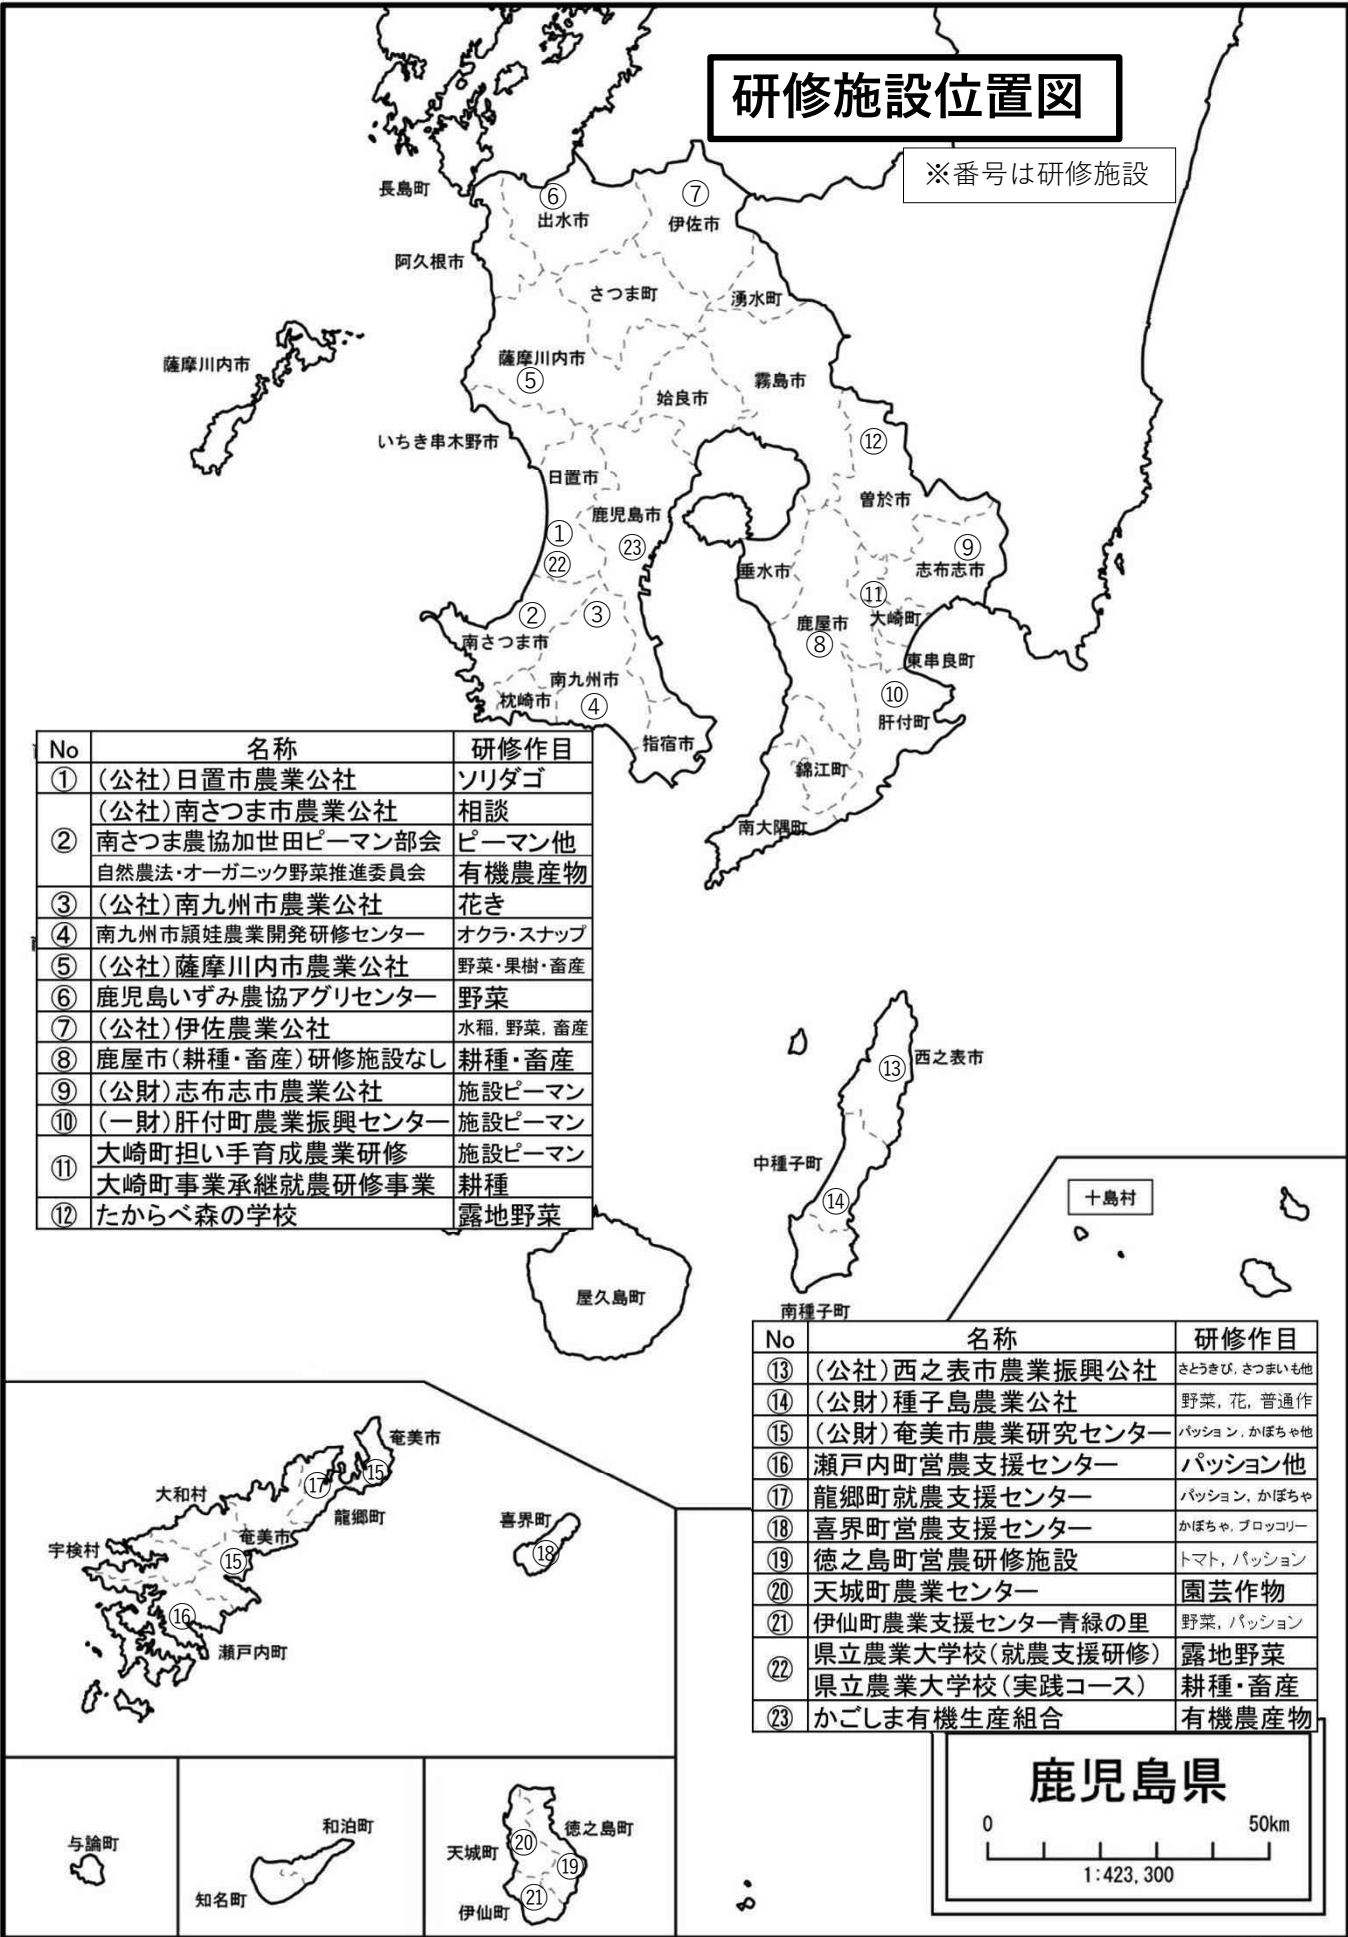 研修施設位置図
※番号は研修施設
長島町
⑥
出水市
⑦
伊佐市
阿久根市
さつま町
湧水町
薩摩川内市
薩摩川内市
⑤
霧島市
姶良市
いちき串木野市
⑫
日置市
曽於市
鹿児島市
①
㉓
⑨
㉒
垂水市
志布志市
⑪
②
③
鹿屋市
大崎町
⑧
南さつま市
東串良町
南九州市
⑩
枕崎市
④
肝付町
指宿市
錦江町
南大隅町
No 名称 研修作目
① (公社)日置市農業公社 ソリダゴ
② (公社)南さつま市農業公社 相談
南さつま農協加世田ピーマン部会 ピーマン他
自然農法・オーガニック野菜推進委員会 有機農産物
③ (公社)南九州市農業公社 花き
④ 南九州市頴娃農業開発研修センター オクラ・スナップ
⑤ (公社)薩摩川内市農業公社 野菜・果樹・畜産
⑥ 鹿児島いずみ農協アグリセンター 野菜
⑦ (公社)伊佐農業公社 水稲, 野菜, 畜産
⑧ 鹿屋市(耕種・畜産)研修施設なし 耕種・畜産
⑨ (公財)志布志市農業公社 施設ピーマン
⑩ (一財)肝付町農業振興センター 施設ピーマン
⑪ 大崎町担い手育成農業研修 施設ピーマン
大崎町事業承継就農研修事業 耕種
⑫ たからべ森の学校 露地野菜
⑬
西之表市
中種子町
⑭
十島村
屋久島町
南種子町
No 名称 研修作目
⑬ (公社)西之表市農業振興公社 さとうきび, さつまいも他
⑭ (公財)種子島農業公社 野菜, 花, 普通作
⑮ (公財)奄美市農業研究センター パッション, かぼちゃ他
⑯ 瀬戸内町営農支援センター パッション他
⑰ 龍郷町就農支援センター パッション, かぼちゃ
⑱ 喜界町営農支援センター かぼちゃ, ブロッコリー
⑲ 徳之島町営農研修施設 トマト, パッション
⑳ 天城町農業センター 園芸作物
㉑ 伊仙町農業支援センター青緑の里 野菜, パッション
㉒ 県立農業大学校(就農支援研修) 露地野菜
県立農業大学校(実践コース) 耕種・畜産
㉓ かごしま有機生産組合 有機農産物
奄美市
⑮
⑰
大和村
龍郷町
奄美市
宇検村
⑮
喜界町
⑱
⑯
瀬戸内町
与論町
和泊町
知名町
徳之島町
天城町
⑳
⑲
㉑
伊仙町
鹿児島県
0 50km
1:423,300